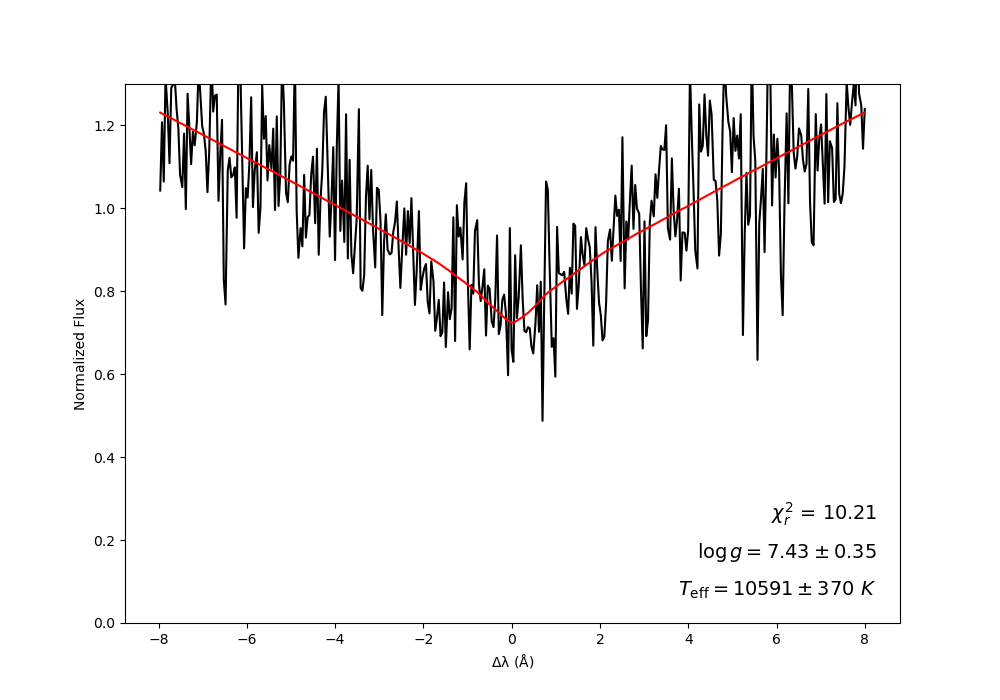 1.2
1.0
0.8
0.6
0.4
0.2
0.0
Normalized Flux
χ²ᵣ = 10.21
log g = 7.43 ± 0.35
T_eff = 10591 ± 370 K
−8 −6 −4 −2 0 2 4 6 8
Δλ (Å)